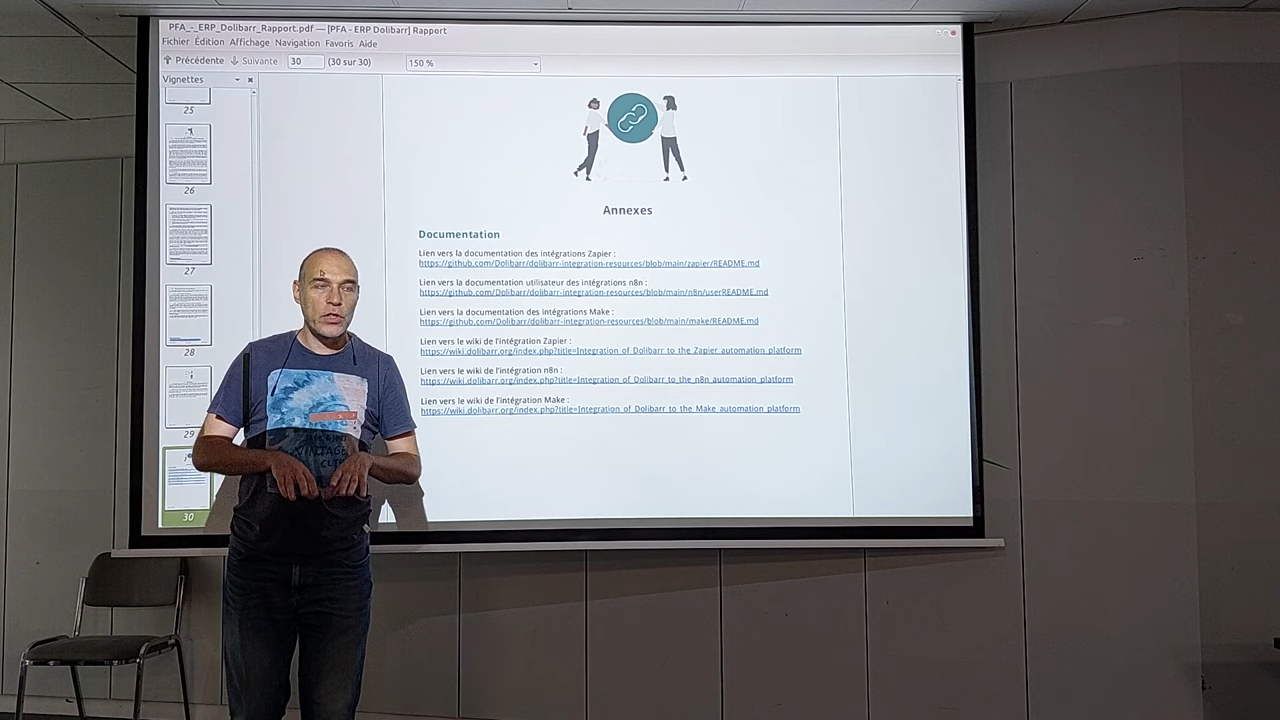 PFA_-_ERP_Dolibarr_Rapport.pdf — [PFA - ERP Dolibarr] Rapport
Fichier Édition Affichage Navigation Favoris Aide
Précédente Suivante 30 (30 sur 30) 150 %
Vignettes
25
26
27
28
29
30
Annexes
Documentation
Lien vers la documentation des intégrations Zapier :
https://github.com/Dolibarr/dolibarr-integration-resources/blob/main/zapier/README.md
Lien vers la documentation utilisateur des intégrations n8n :
https://github.com/Dolibarr/dolibarr-integration-resources/blob/main/n8n/userREADME.md
Lien vers la documentation des intégrations Make :
https://github.com/Dolibarr/dolibarr-integration-resources/blob/main/make/README.md
Lien vers le wiki de l'intégration Zapier :
https://wiki.dolibarr.org/index.php?title=Integration_of_Dolibarr_to_the_Zapier_automation_platform
Lien vers le wiki de l'intégration n8n :
https://wiki.dolibarr.org/index.php?title=Integration_of_Dolibarr_to_the_n8n_automation_platform
Lien vers le wiki de l'intégration Make :
https://wiki.dolibarr.org/index.php?title=Integration_of_Dolibarr_to_the_Make_automation_platform
VINTAGE